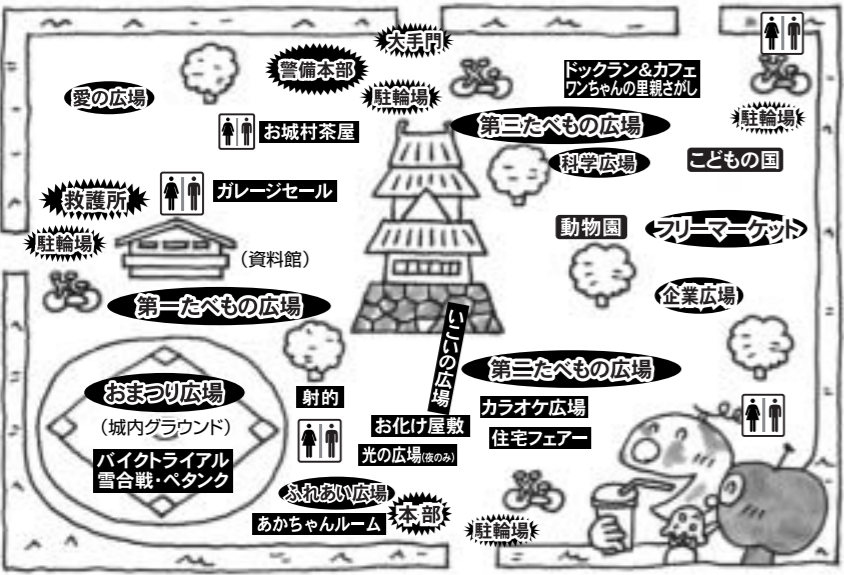 大手門
警備本部
駐輪場
愛の広場
ドックラン&カフェ
ワンちゃんの里親さがし
駐輪場
第三たべもの広場
お城村茶屋
科学広場
こどもの国
救護所
ガレージセール
動物園
フリーマーケット
駐輪場
(資料館)
企業広場
第一たべもの広場
いこいの広場
第二たべもの広場
おまつり広場
(城内グラウンド)
射的
カラオケ広場
お化け屋敷
住宅フェアー
光の広場(夜のみ)
バイクトライアル
雪合戦・ペタンク
ふれあい広場
あかちゃんルーム
本部
駐輪場